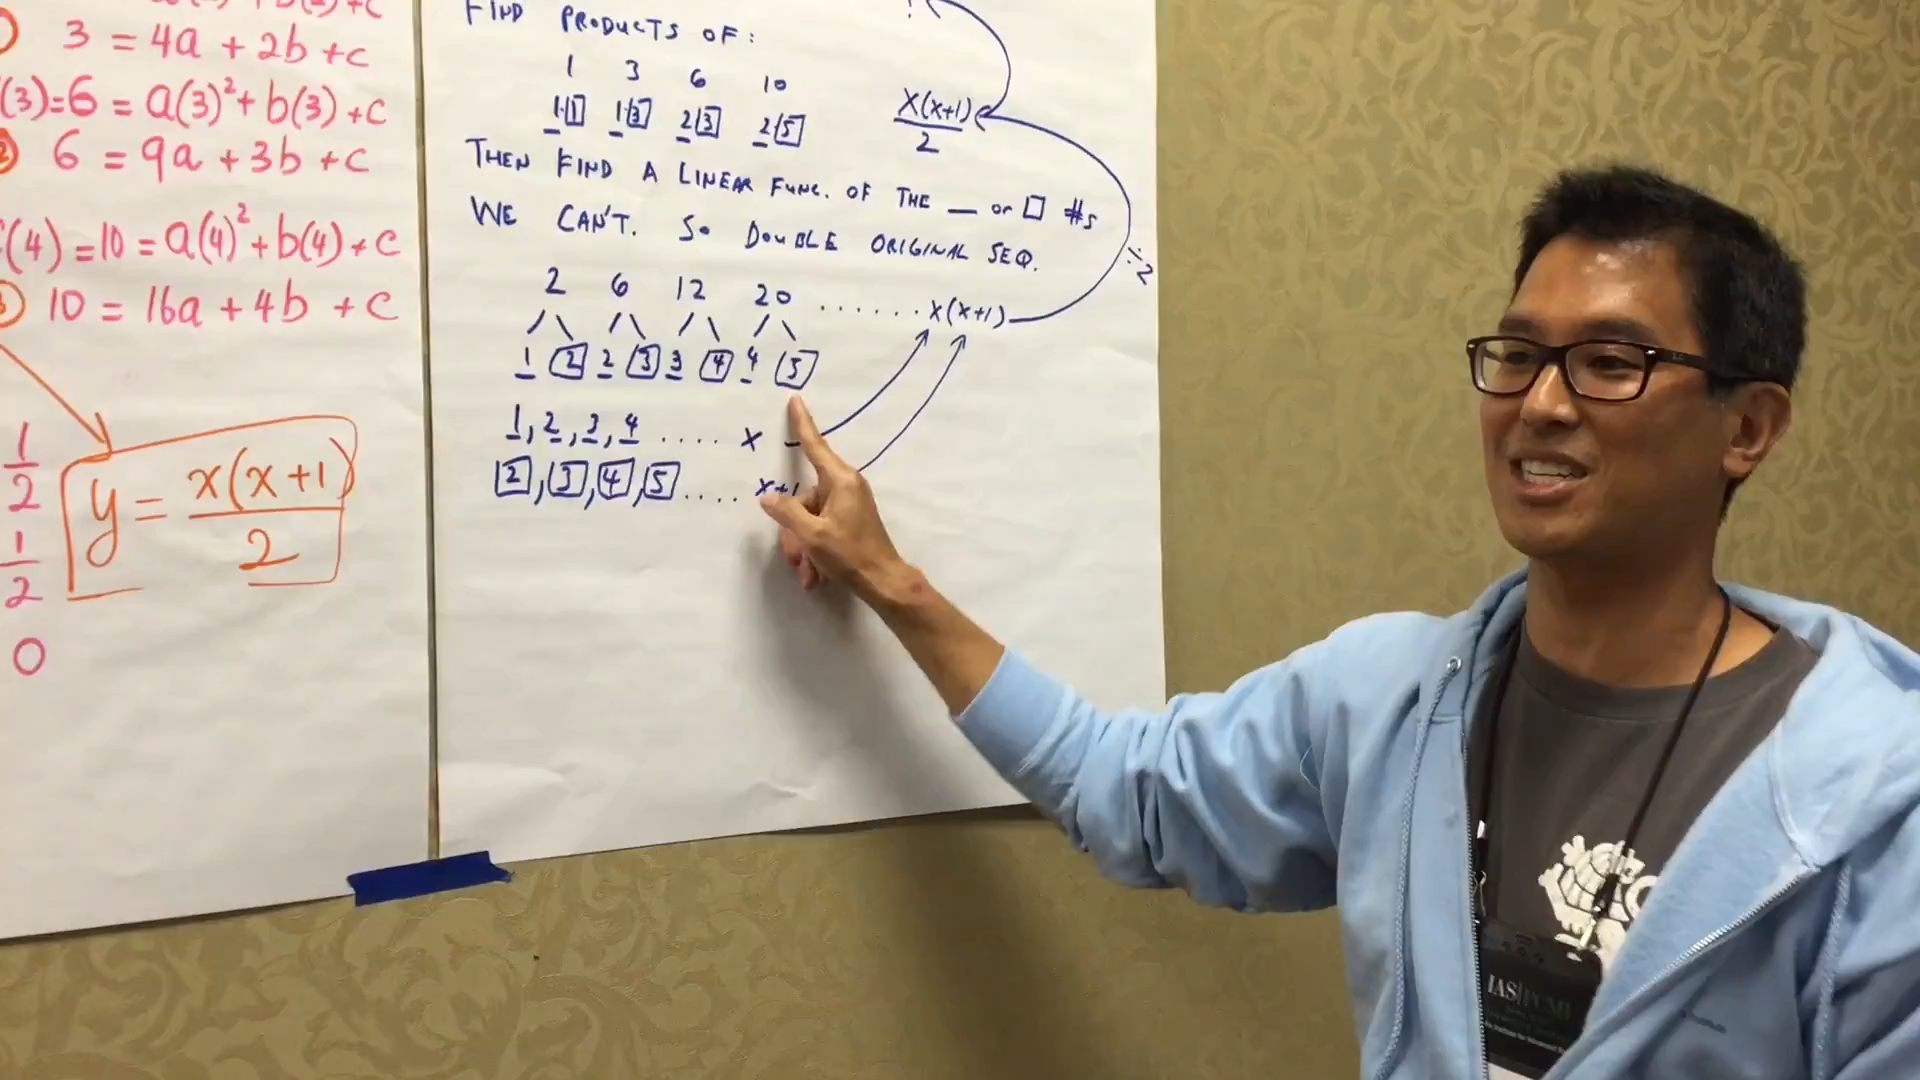 3 = 4a + 2b + c
(3)=6 = a(3)²+ b(3) + c
6 = 9a + 3b + c
(4)=10 = a(4)²+ b(4) + c
10 = 16a + 4b + c
1/2
1/2
0
y = x(x+1)/2
FIND PRODUCTS OF:
1 3 6 10
1·1 1·3 2·3 2·5
X(x+1)/2
THEN FIND A LINEAR FUNC. OF THE _ or □ #s
WE CAN'T. SO DOUBLE ORIGINAL SEQ.
÷2
2 6 12 20 ....... x(x+1)
1 2 2 3 3 4 4 5
1, 2, 3, 4 .... x
2, 3, 4, 5 .... x+1
IAS|PCMI